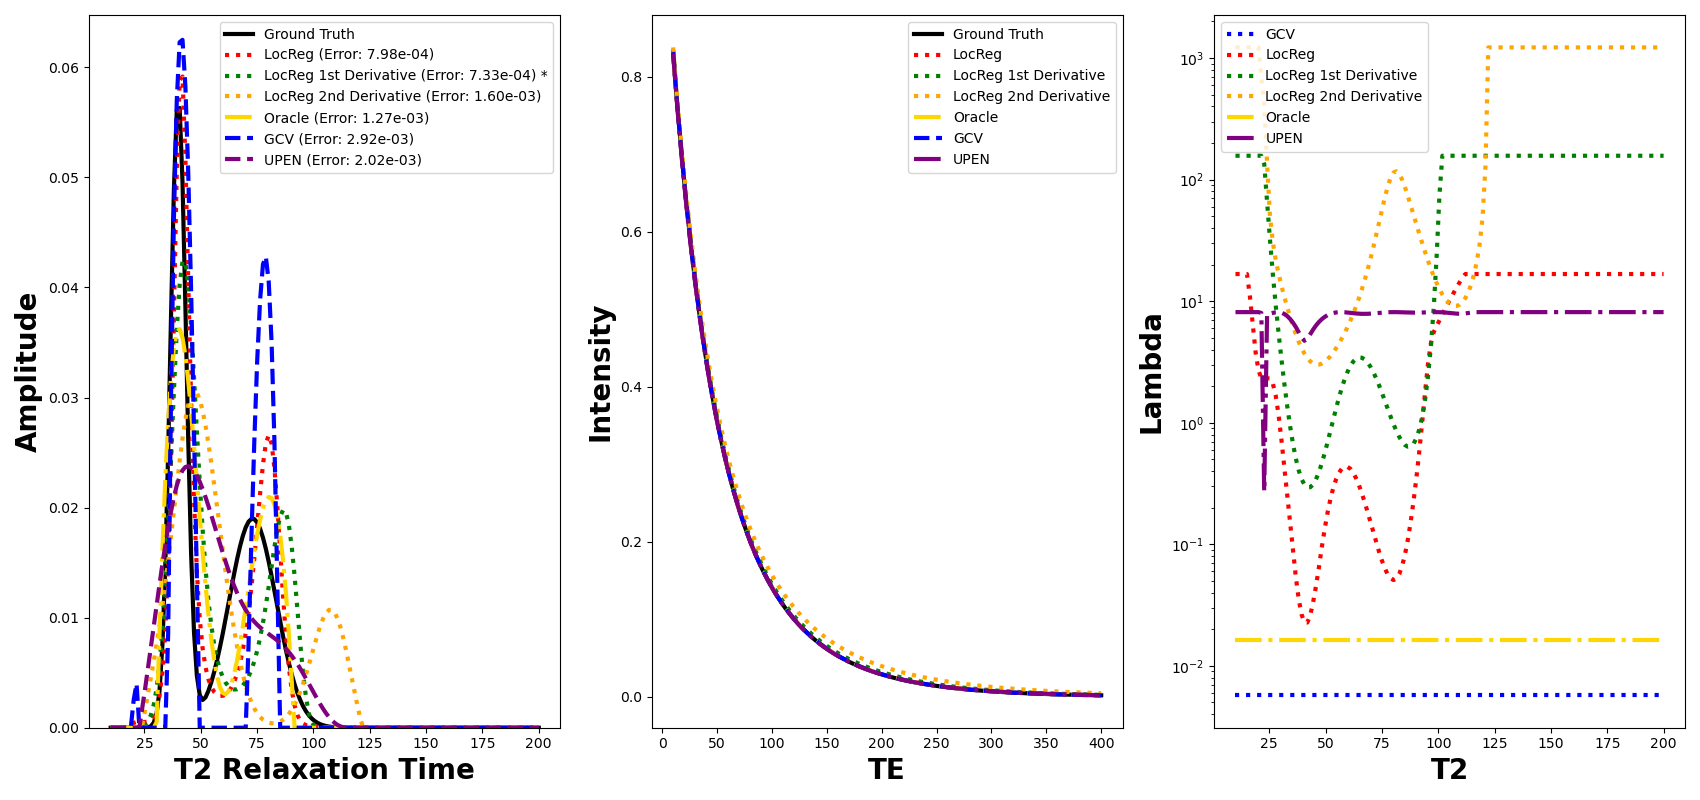 Amplitude
0.06
0.05
0.04
0.03
0.02
0.01
0.00
25 50 75 100 125 150 175 200
T2 Relaxation Time
Ground Truth
LocReg (Error: 7.98e-04)
LocReg 1st Derivative (Error: 7.33e-04) *
LocReg 2nd Derivative (Error: 1.60e-03)
Oracle (Error: 1.27e-03)
GCV (Error: 2.92e-03)
UPEN (Error: 2.02e-03)
Intensity
0.8
0.6
0.4
0.2
0.0
0 50 100 150 200 250 300 350 400
TE
Ground Truth
LocReg
LocReg 1st Derivative
LocReg 2nd Derivative
Oracle
GCV
UPEN
Lambda
10³
10²
10¹
10⁰
10⁻¹
10⁻²
25 50 75 100 125 150 175 200
T2
GCV
LocReg
LocReg 1st Derivative
LocReg 2nd Derivative
Oracle
UPEN